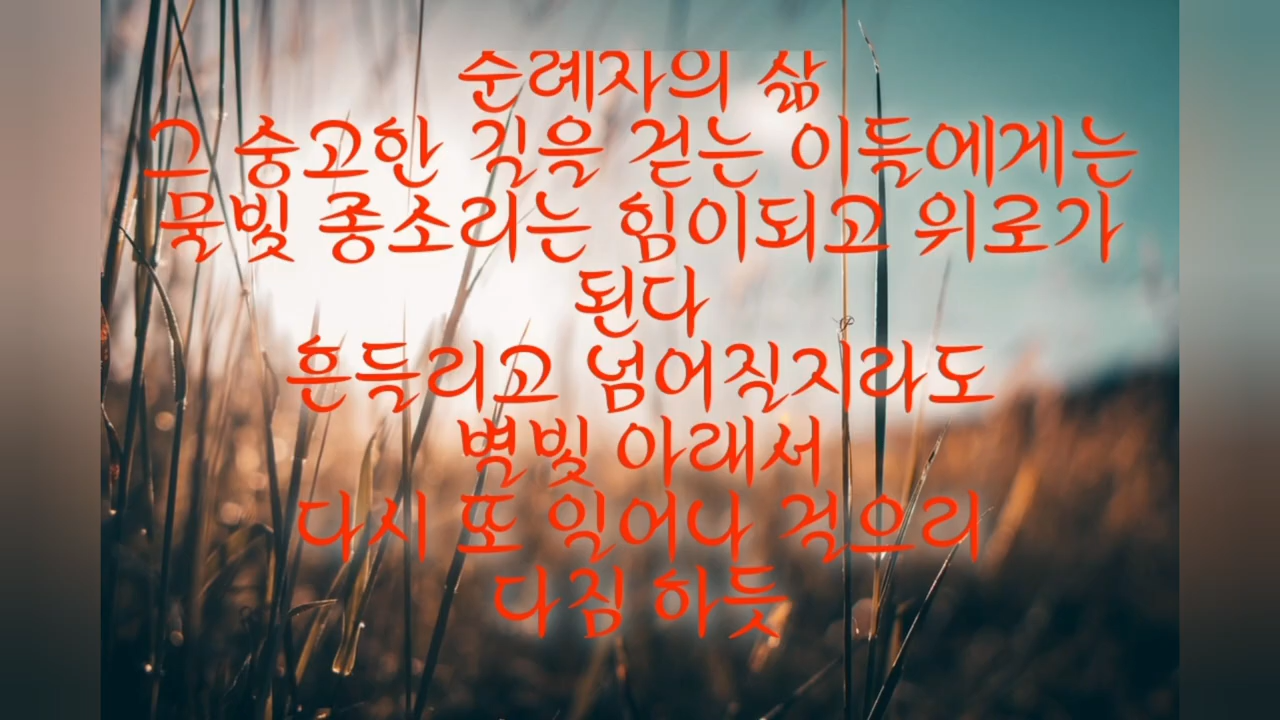 순례자의 삶
그 숭고한 길을 걷는 이들에게는
물빛 종소리는 힘이되고 위로가
된다
흔들리고 넘어질지라도
별빛 아래서
다시 또 일어나 걸으리
다짐 하듯